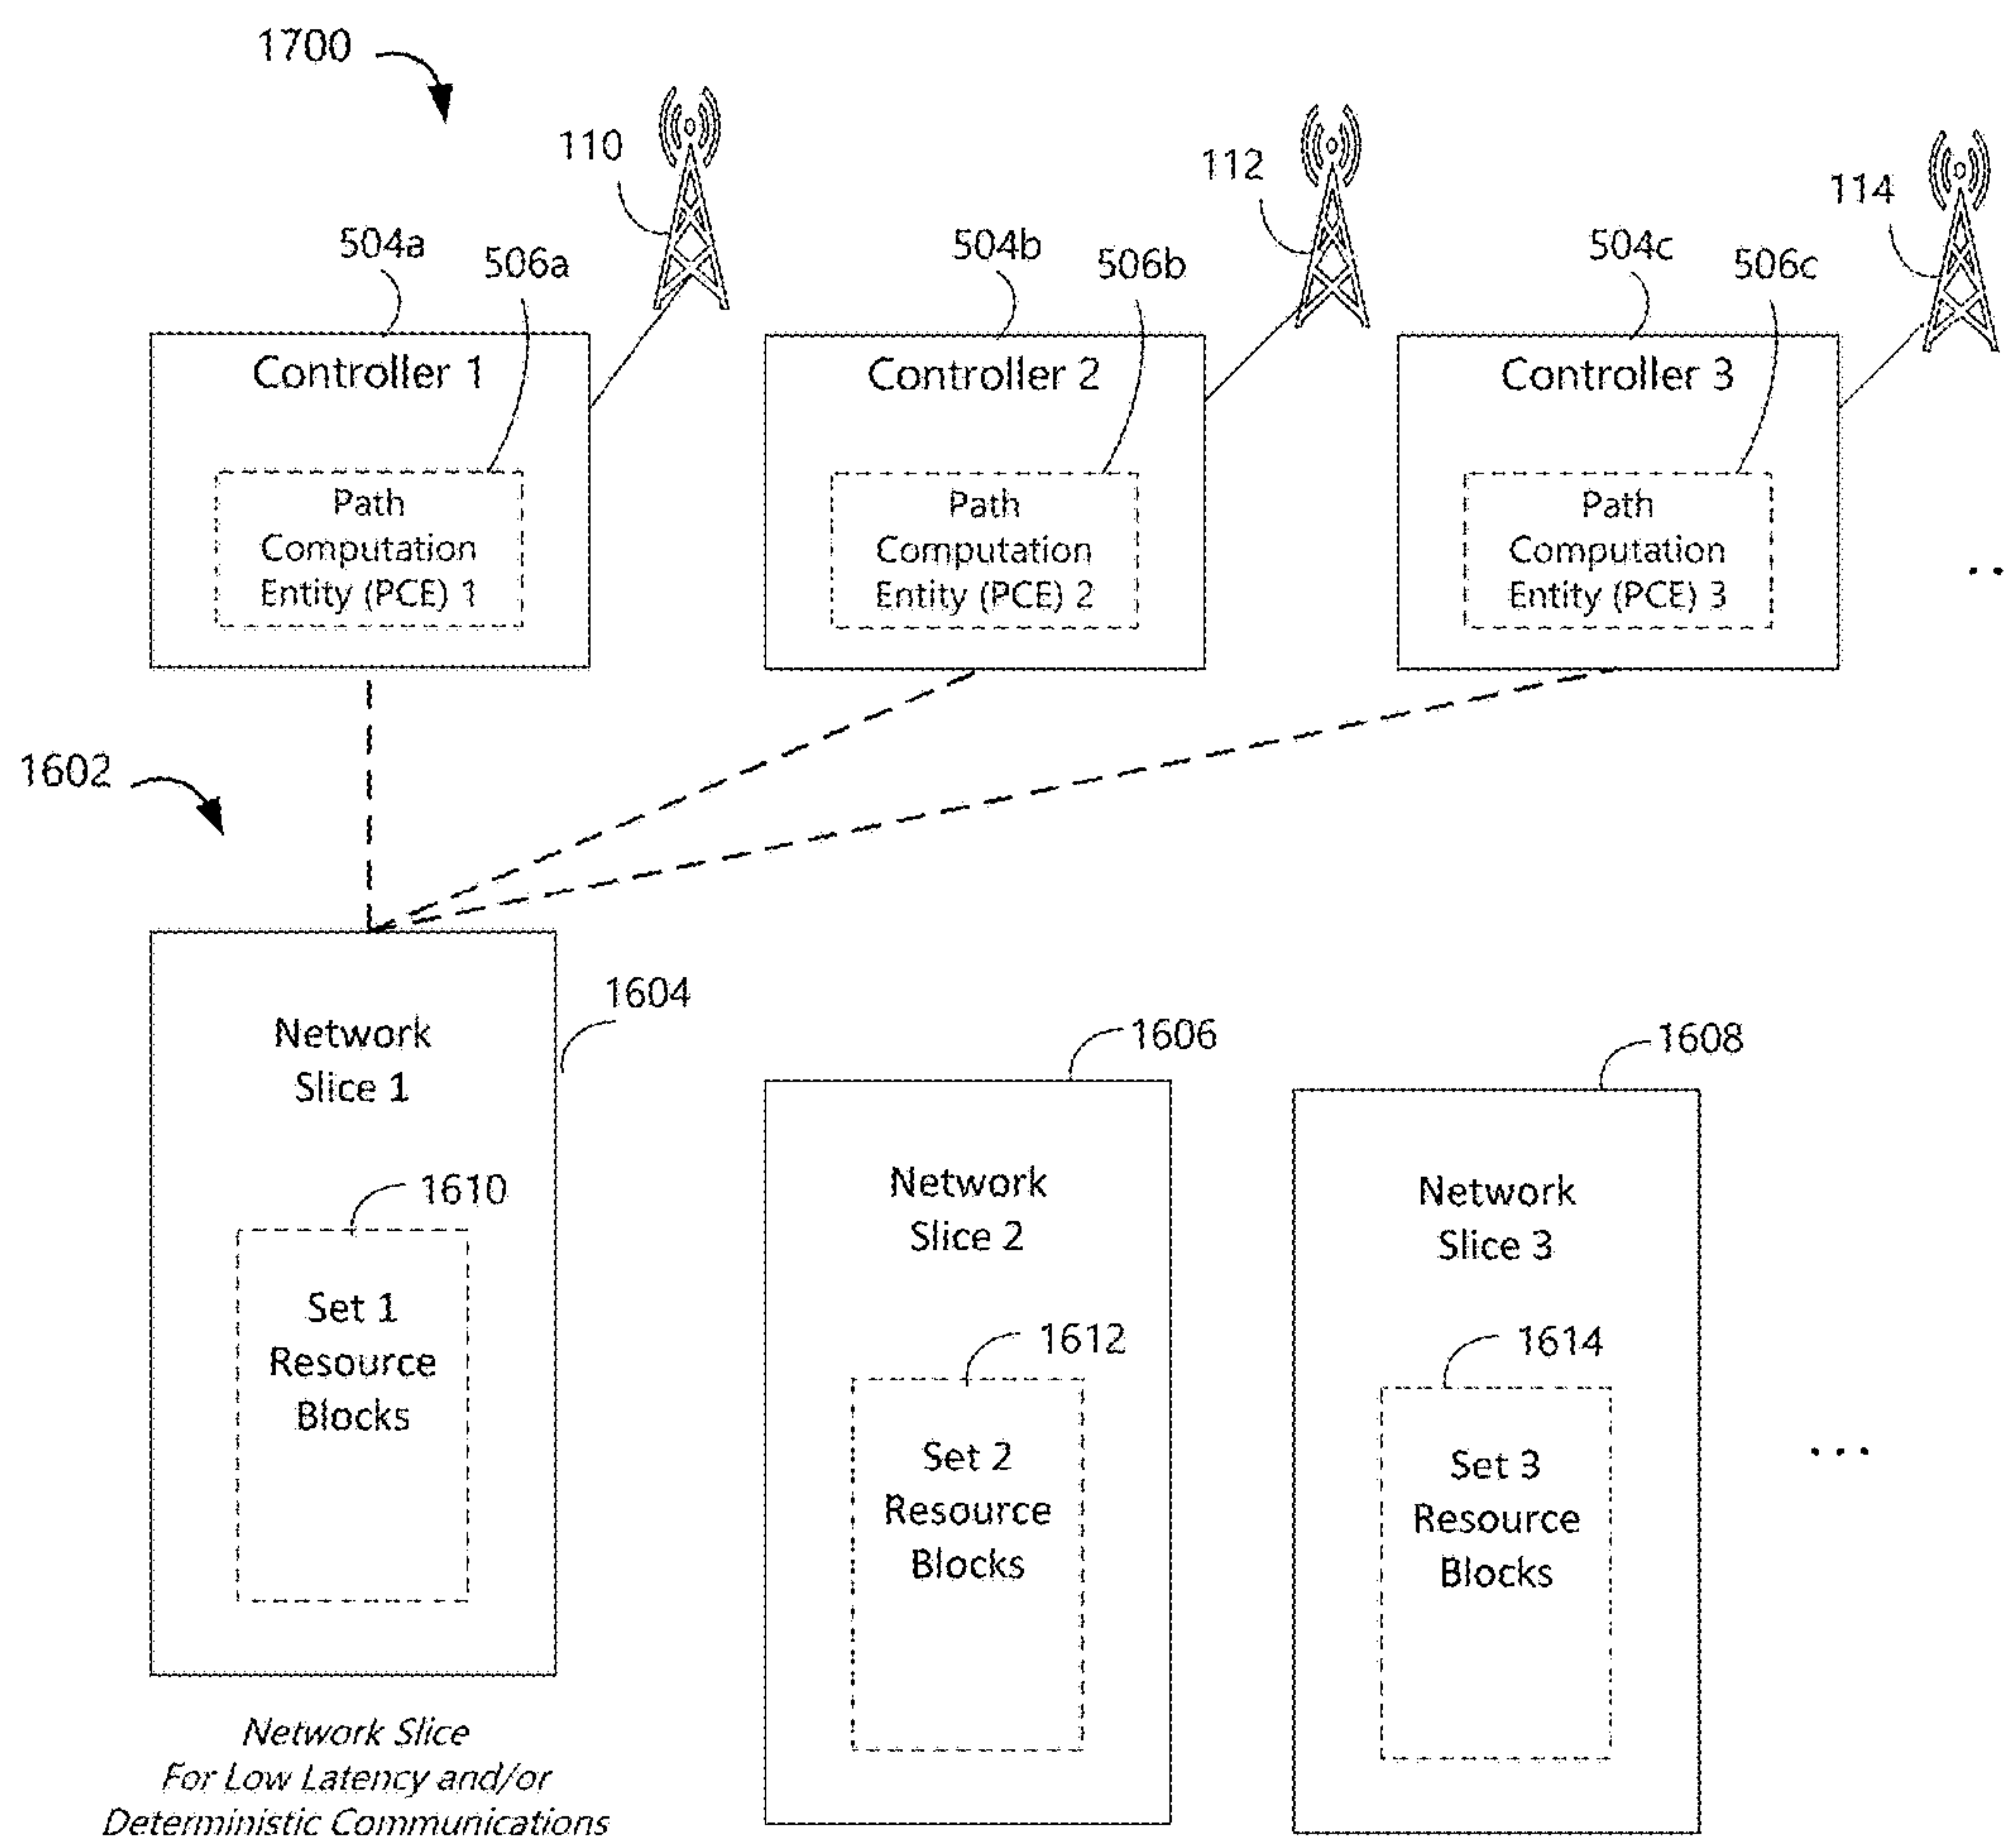 1700
110
112
114
504a
506a
504b
506b
504c
506c
Controller 1
Controller 2
Controller 3
Path
Computation
Entity (PCE) 1
Path
Computation
Entity (PCE) 2
Path
Computation
Entity (PCE) 3
..
1602
1604
Network
Slice 1
1606
1608
1610
Network
Slice 2
Network
Slice 3
Set 1
Resource
Blocks
1612
1614
Set 2
Resource
Blocks
Set 3
Resource
Blocks
...
Network Slice
For Low Latency and/or
Deterministic Communications